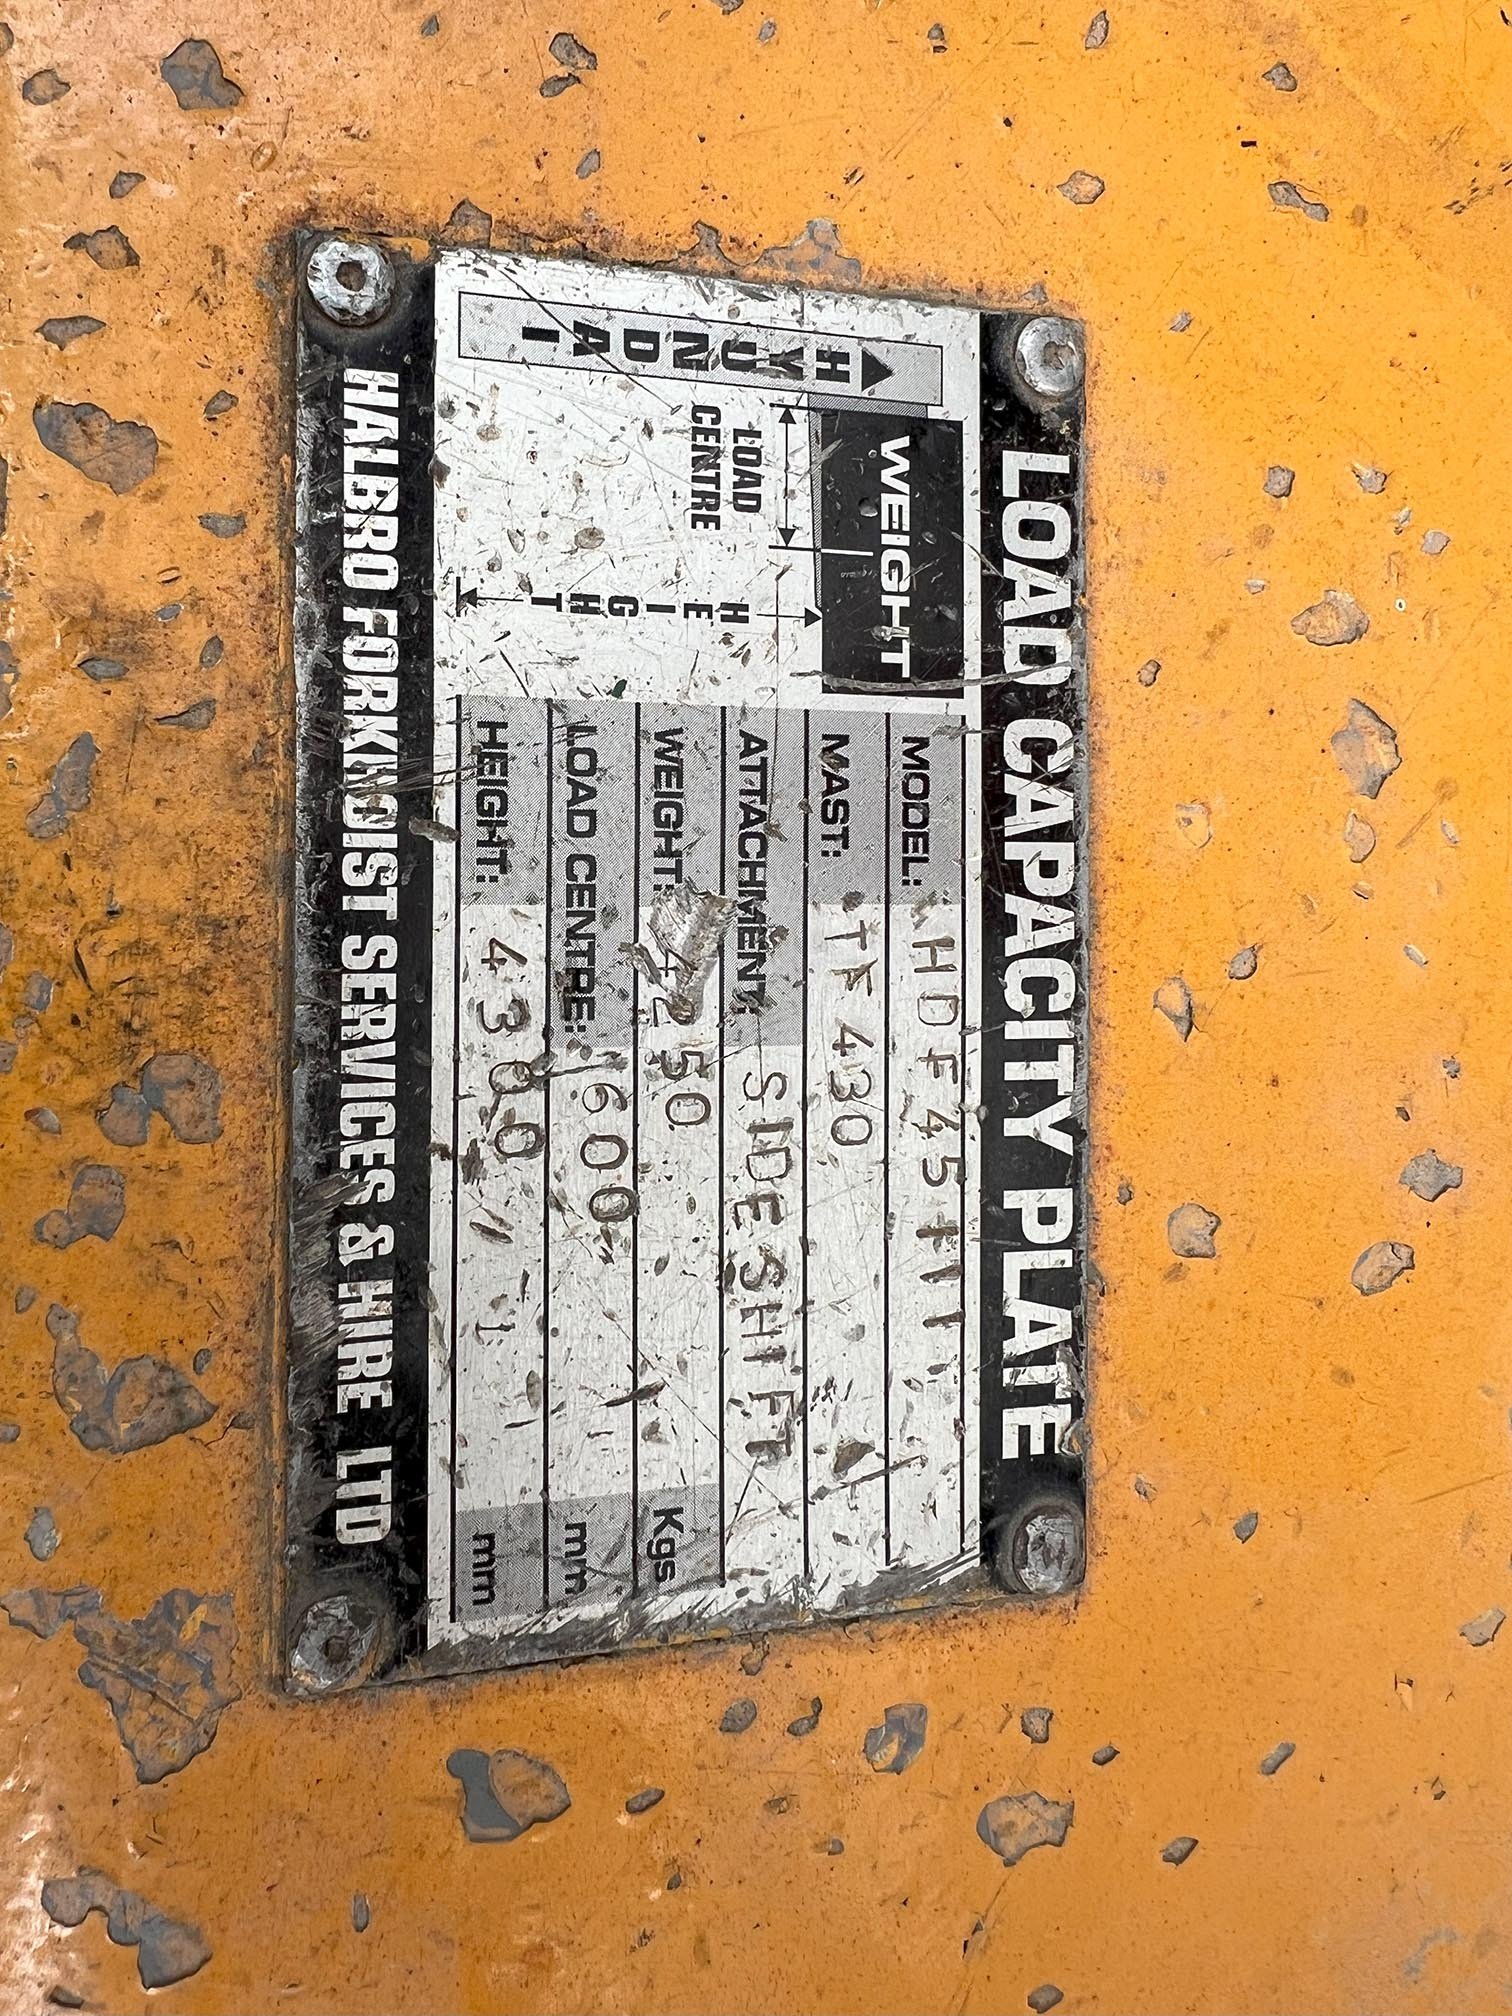 LOAD CAPACITY PLATE
HYUNDAI
WEIGHT
LOAD
CENTRE
HEIGHT
MODEL: HDF45
MAST: TF430
ATTACHMENT: SIDESHIFT
WEIGHT: 4250 Kgs
LOAD CENTRE: 600 mm
HEIGHT: 4300 mm
HALBRO FORKHOIST SERVICES & HIRE LTD